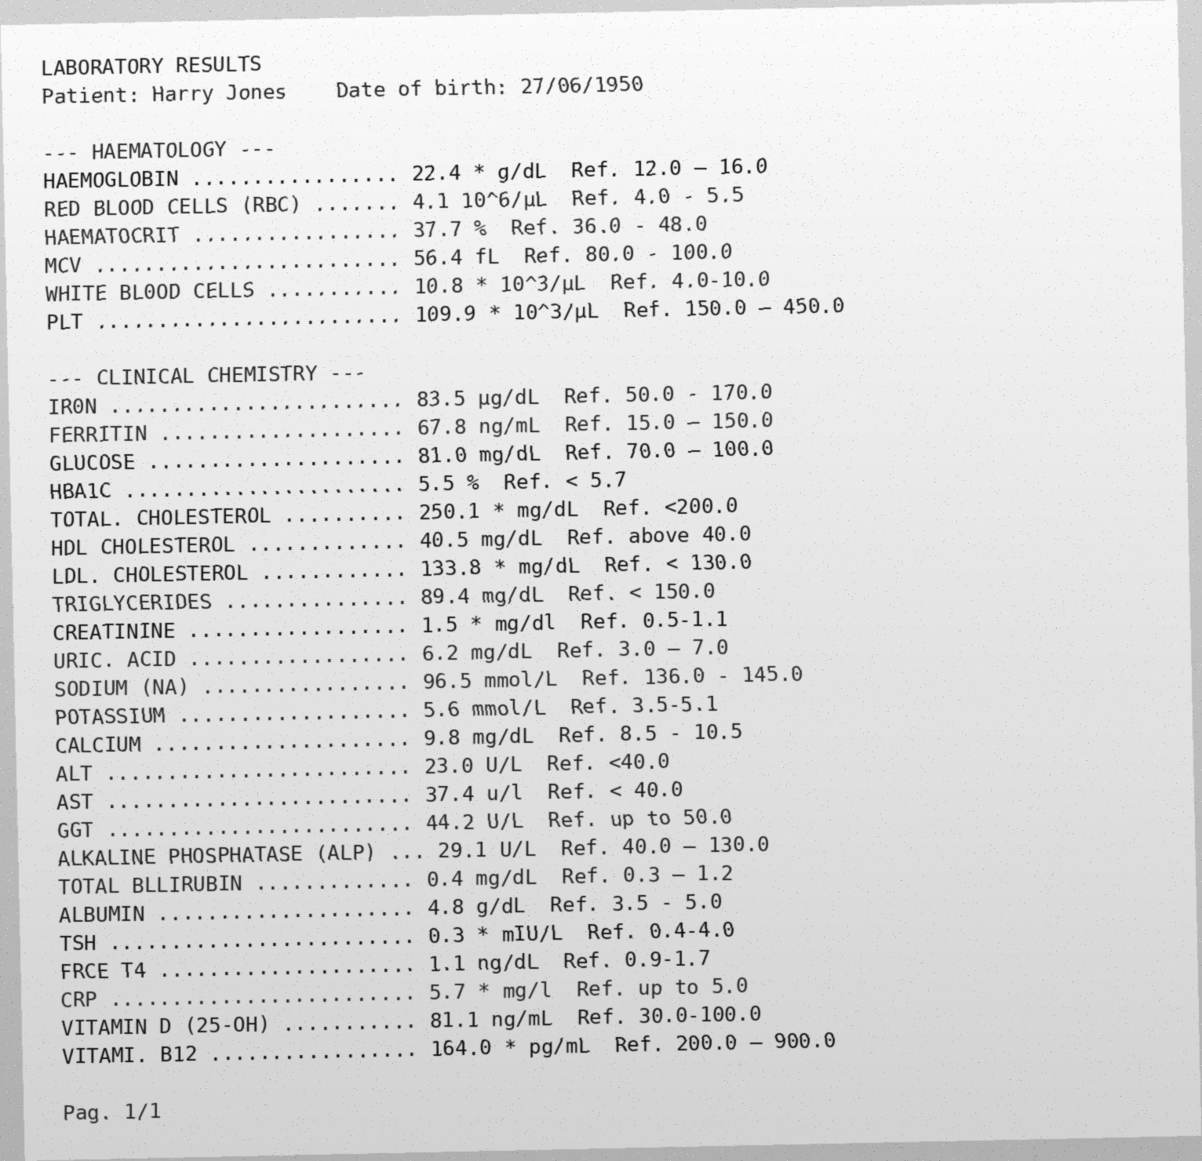 LABORATORY RESULTS
Patient: Harry Jones    Date of birth: 27/06/1950

--- HAEMATOLOGY ---
HAEMOGLOBIN ................. 22.4 * g/dL  Ref. 12.0 – 16.0
RED BLOOD CELLS (RBC) ....... 4.1 10^6/µL  Ref. 4.0 - 5.5
HAEMATOCRIT ................. 37.7 %  Ref. 36.0 - 48.0
MCV ......................... 56.4 fL  Ref. 80.0 - 100.0
WHITE BL0OD CELLS ........... 10.8 * 10^3/µL  Ref. 4.0-10.0
PLT ......................... 109.9 * 10^3/µL  Ref. 150.0 – 450.0

--- CLINICAL CHEMISTRY ---
IR0N ........................ 83.5 µg/dL  Ref. 50.0 - 170.0
FERRITIN .................... 67.8 ng/mL  Ref. 15.0 – 150.0
GLUCOSE ..................... 81.0 mg/dL  Ref. 70.0 – 100.0
HBA1C ....................... 5.5 %  Ref. < 5.7
TOTAL. CHOLESTEROL .......... 250.1 * mg/dL  Ref. <200.0
HDL CHOLESTEROL ............. 40.5 mg/dL  Ref. above 40.0
LDL. CHOLESTEROL ............ 133.8 * mg/dL  Ref. < 130.0
TRIGLYCERIDES ............... 89.4 mg/dL  Ref. < 150.0
CREATININE .................. 1.5 * mg/dl  Ref. 0.5-1.1
URIC. ACID .................. 6.2 mg/dL  Ref. 3.0 – 7.0
SODIUM (NA) ................. 96.5 mmol/L  Ref. 136.0 - 145.0
POTASSIUM ................... 5.6 mmol/L  Ref. 3.5-5.1
CALCIUM ..................... 9.8 mg/dL  Ref. 8.5 - 10.5
ALT ......................... 23.0 U/L  Ref. <40.0
AST ......................... 37.4 u/l  Ref. < 40.0
GGT ......................... 44.2 U/L  Ref. up to 50.0
ALKALINE PHOSPHATASE (ALP) ... 29.1 U/L  Ref. 40.0 – 130.0
TOTAL BLLIRUBIN ............. 0.4 mg/dL  Ref. 0.3 – 1.2
ALBUMIN ..................... 4.8 g/dL  Ref. 3.5 - 5.0
TSH ......................... 0.3 * mIU/L  Ref. 0.4-4.0
FRCE T4 ..................... 1.1 ng/dL  Ref. 0.9-1.7
CRP ......................... 5.7 * mg/l  Ref. up to 5.0
VITAMIN D (25-OH) ........... 81.1 ng/mL  Ref. 30.0-100.0
VITAMI. B12 ................. 164.0 * pg/mL  Ref. 200.0 – 900.0

Pag. 1/1